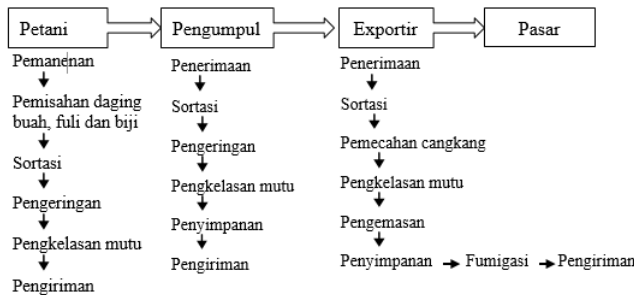 Petani
Pengumpul
Exportir
Pasar
Pemanenan
Pemisahan daging
buah, fuli dan biji
Sortasi
Pengeringan
Pengkelasan mutu
Pengiriman
Penerimaan
Sortasi
Pengeringan
Pengkelasan mutu
Penyimpanan
Pengiriman
Penerimaan
Sortasi
Pemecahan cangkang
Pengkelasan mutu
Pengemasan
Penyimpanan
Fumigasi
Pengiriman